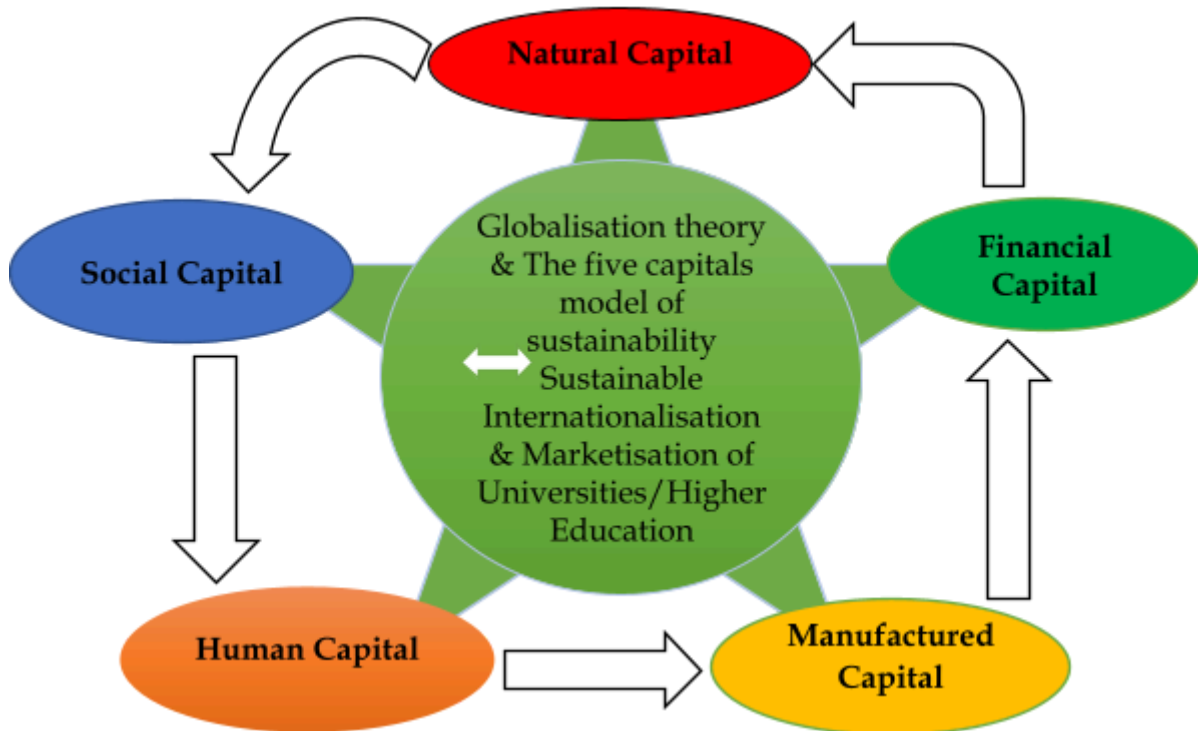 Natural Capital
Social Capital
Financial
Capital
Globalisation theory
& The five capitals
model of
sustainability
Sustainable
Internationalisation
& Marketisation of
Universities/Higher
Education
Human Capital
Manufactured
Capital